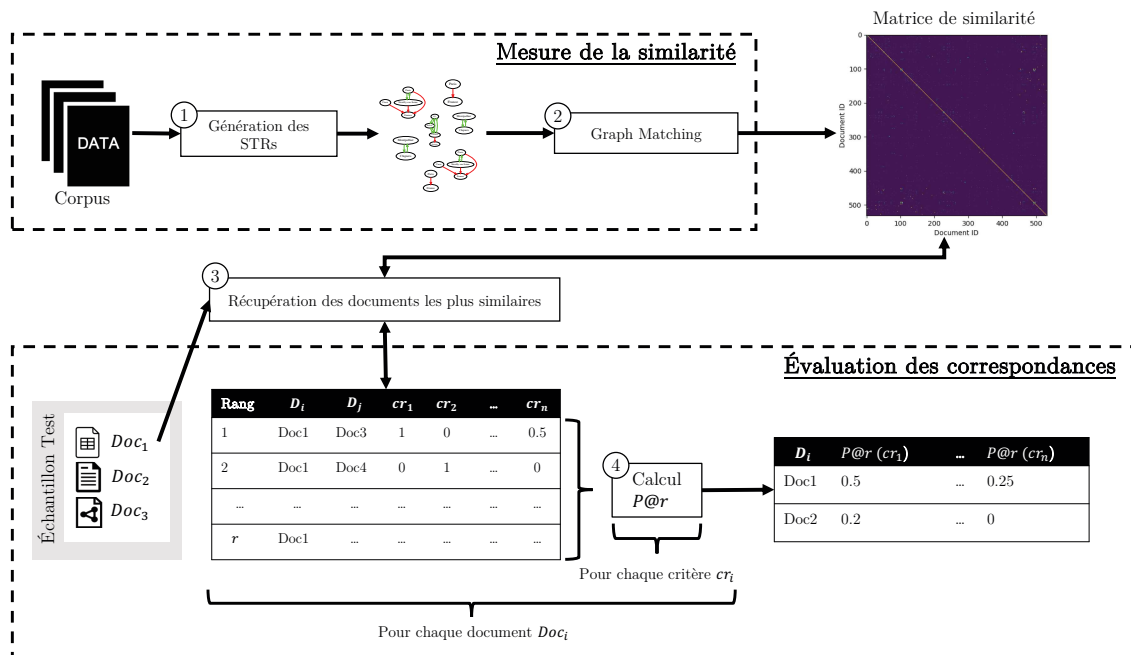 Matrice de similarité
Mesure de la similarité
1
Génération des
STRs
2
Graph Matching
DATA
Corpus
0
100
200
300
400
500
Document ID
0 100 200 300 400 500
Document ID
3
Récupération des documents les plus similaires
Évaluation des correspondances
Échantillon Test
Doc1
Doc2
Doc3
Rang Di Dj cr1 cr2 ... crn
1 Doc1 Doc3 1 0 ... 0.5
2 Doc1 Doc4 0 1 ... 0
... ... ... ... ... ... ...
r Doc1 ... ... ... ... ...
4
Calcul
P@r
Pour chaque critère cri
Di P@r (cr1) ... P@r (crn)
Doc1 0.5 ... 0.25
Doc2 0.2 ... 0
Pour chaque document Doci